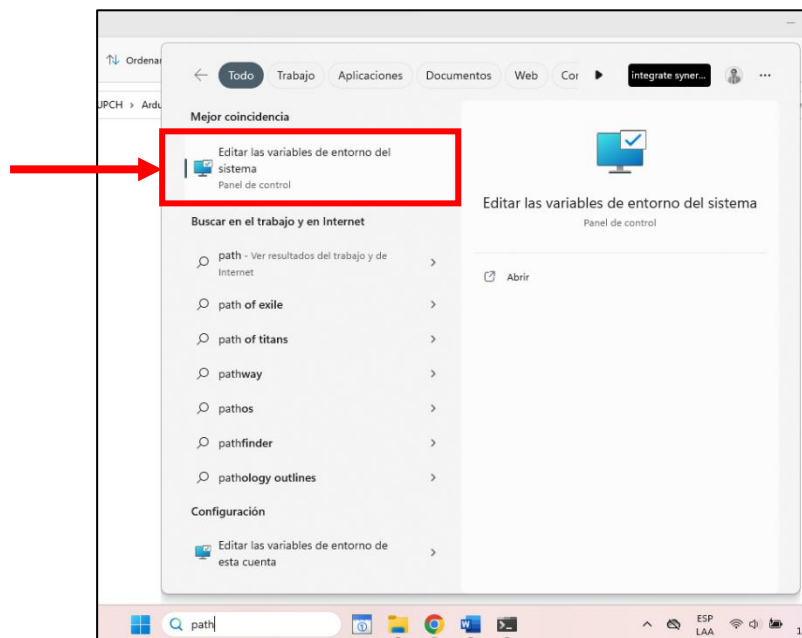 Ordenar
UPCH > Ardu
Todo Trabajo Aplicaciones Documentos Web Cor integrate syner... ...
Mejor coincidencia
Editar las variables de entorno del
sistema
Panel de control
Buscar en el trabajo y en Internet
path - Ver resultados del trabajo y de
Internet
path of exile
path of titans
pathway
pathos
pathfinder
pathology outlines
Configuración
Editar las variables de entorno de
esta cuenta
Editar las variables de entorno del sistema
Panel de control
Abrir
path
ESP
LAA
1